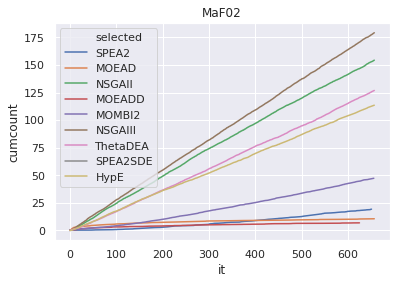 MaF02
selected
SPEA2
MOEAD
NSGAII
MOEADD
MOMBI2
NSGAIII
ThetaDEA
SPEA2SDE
HypE
cumcount
175
150
125
100
75
50
25
0
0 100 200 300 400 500 600
it